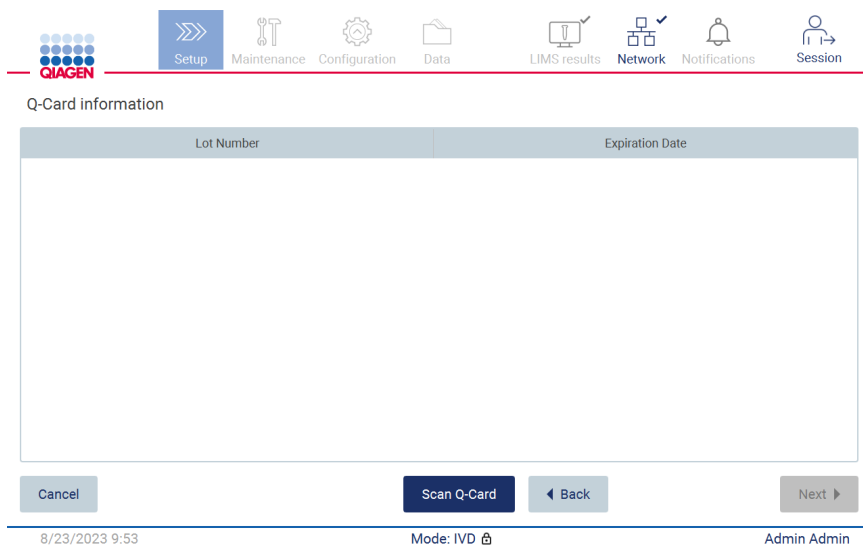 QIAGEN
Setup Maintenance Configuration Data LIMS results Network Notifications Session
Q-Card information
Lot Number Expiration Date
Cancel Scan Q-Card Back Next
8/23/2023 9:53 Mode: IVD Admin Admin